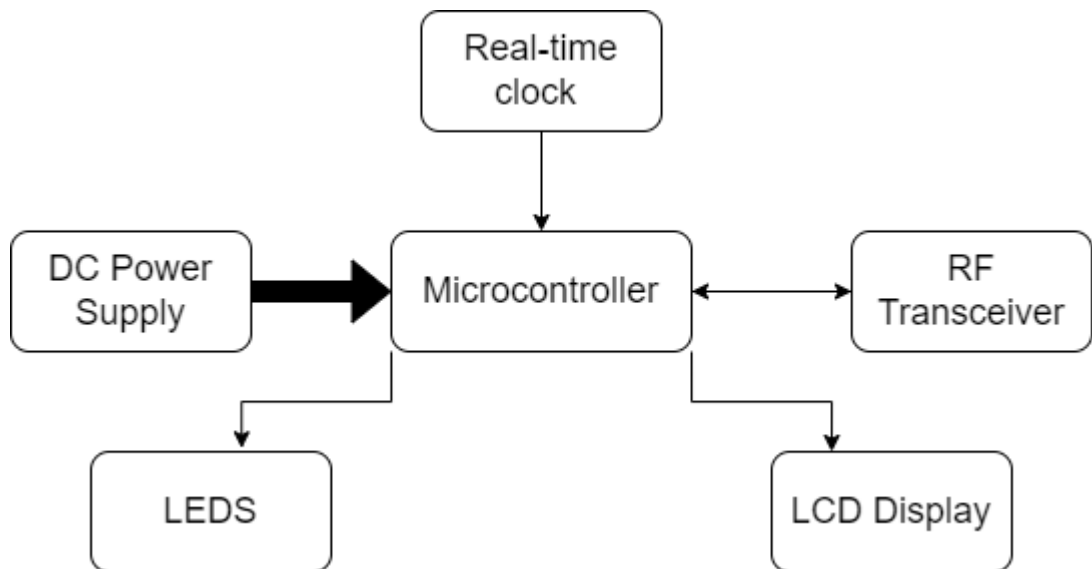 Real-time
clock
DC Power
Supply
Microcontroller
RF
Transceiver
LEDS
LCD Display